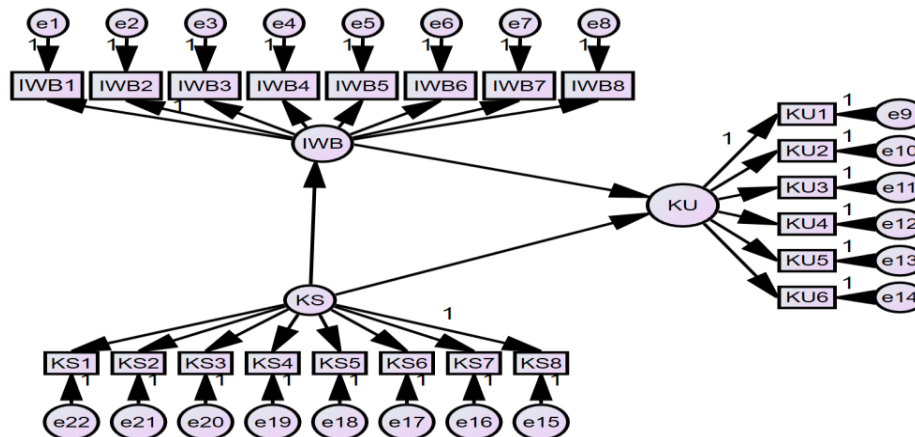 e1 e2 e3 e4 e5 e6 e7 e8
1 1 1 1 1 1 1 1
IWB1 IWB2 IWB3 IWB4 IWB5 IWB6 IWB7 IWB8
1
IWB
KU1 1 e9
1
KU2 1 e10
KU3 1 e11
KU
KU4 1 e12
KU5 1 e13
KU6 1 e14
KS
1
KS1 KS2 KS3 KS4 KS5 KS6 KS7 KS8
1 1 1 1 1 1 1 1
e22 e21 e20 e19 e18 e17 e16 e15